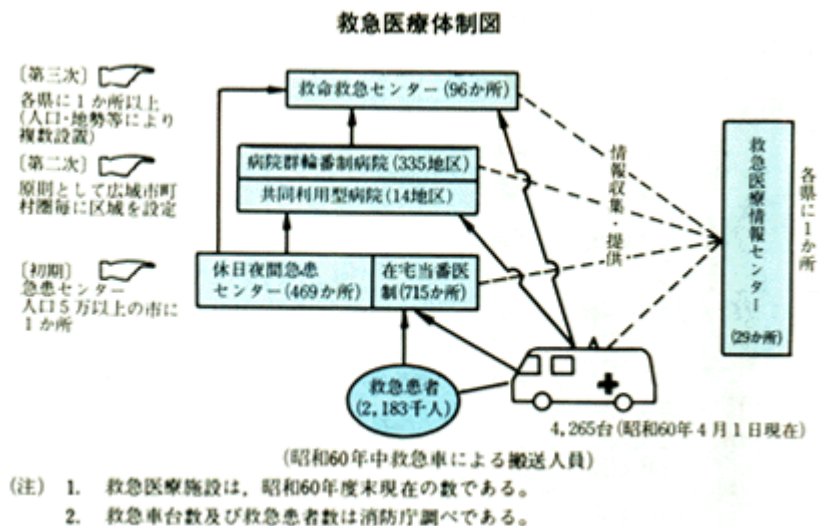 救急医療体制図
〔第三次〕
各県に1か所以上
(人口・地勢等により
複数設置)
救命救急センター(96か所)
〔第二次〕
原則として広域市町
村圏毎に区域を設定
病院群輪番制病院(335地区)
共同利用型病院(14地区)
〔初期〕
急患センター
人口5万以上の市に
1か所
休日夜間急患
センター(469か所)
在宅当番医
制(715か所)
情報収集・提供
救急医療情報センター
(29か所)
各県に1か所
救急患者
(2,183千人)
4,265台(昭和60年4月1日現在)
(昭和60年中救急車による搬送人員)
(注) 1. 救急医療施設は,昭和60年度末現在の数である。
2. 救急車台数及び救急患者数は消防庁調べである。